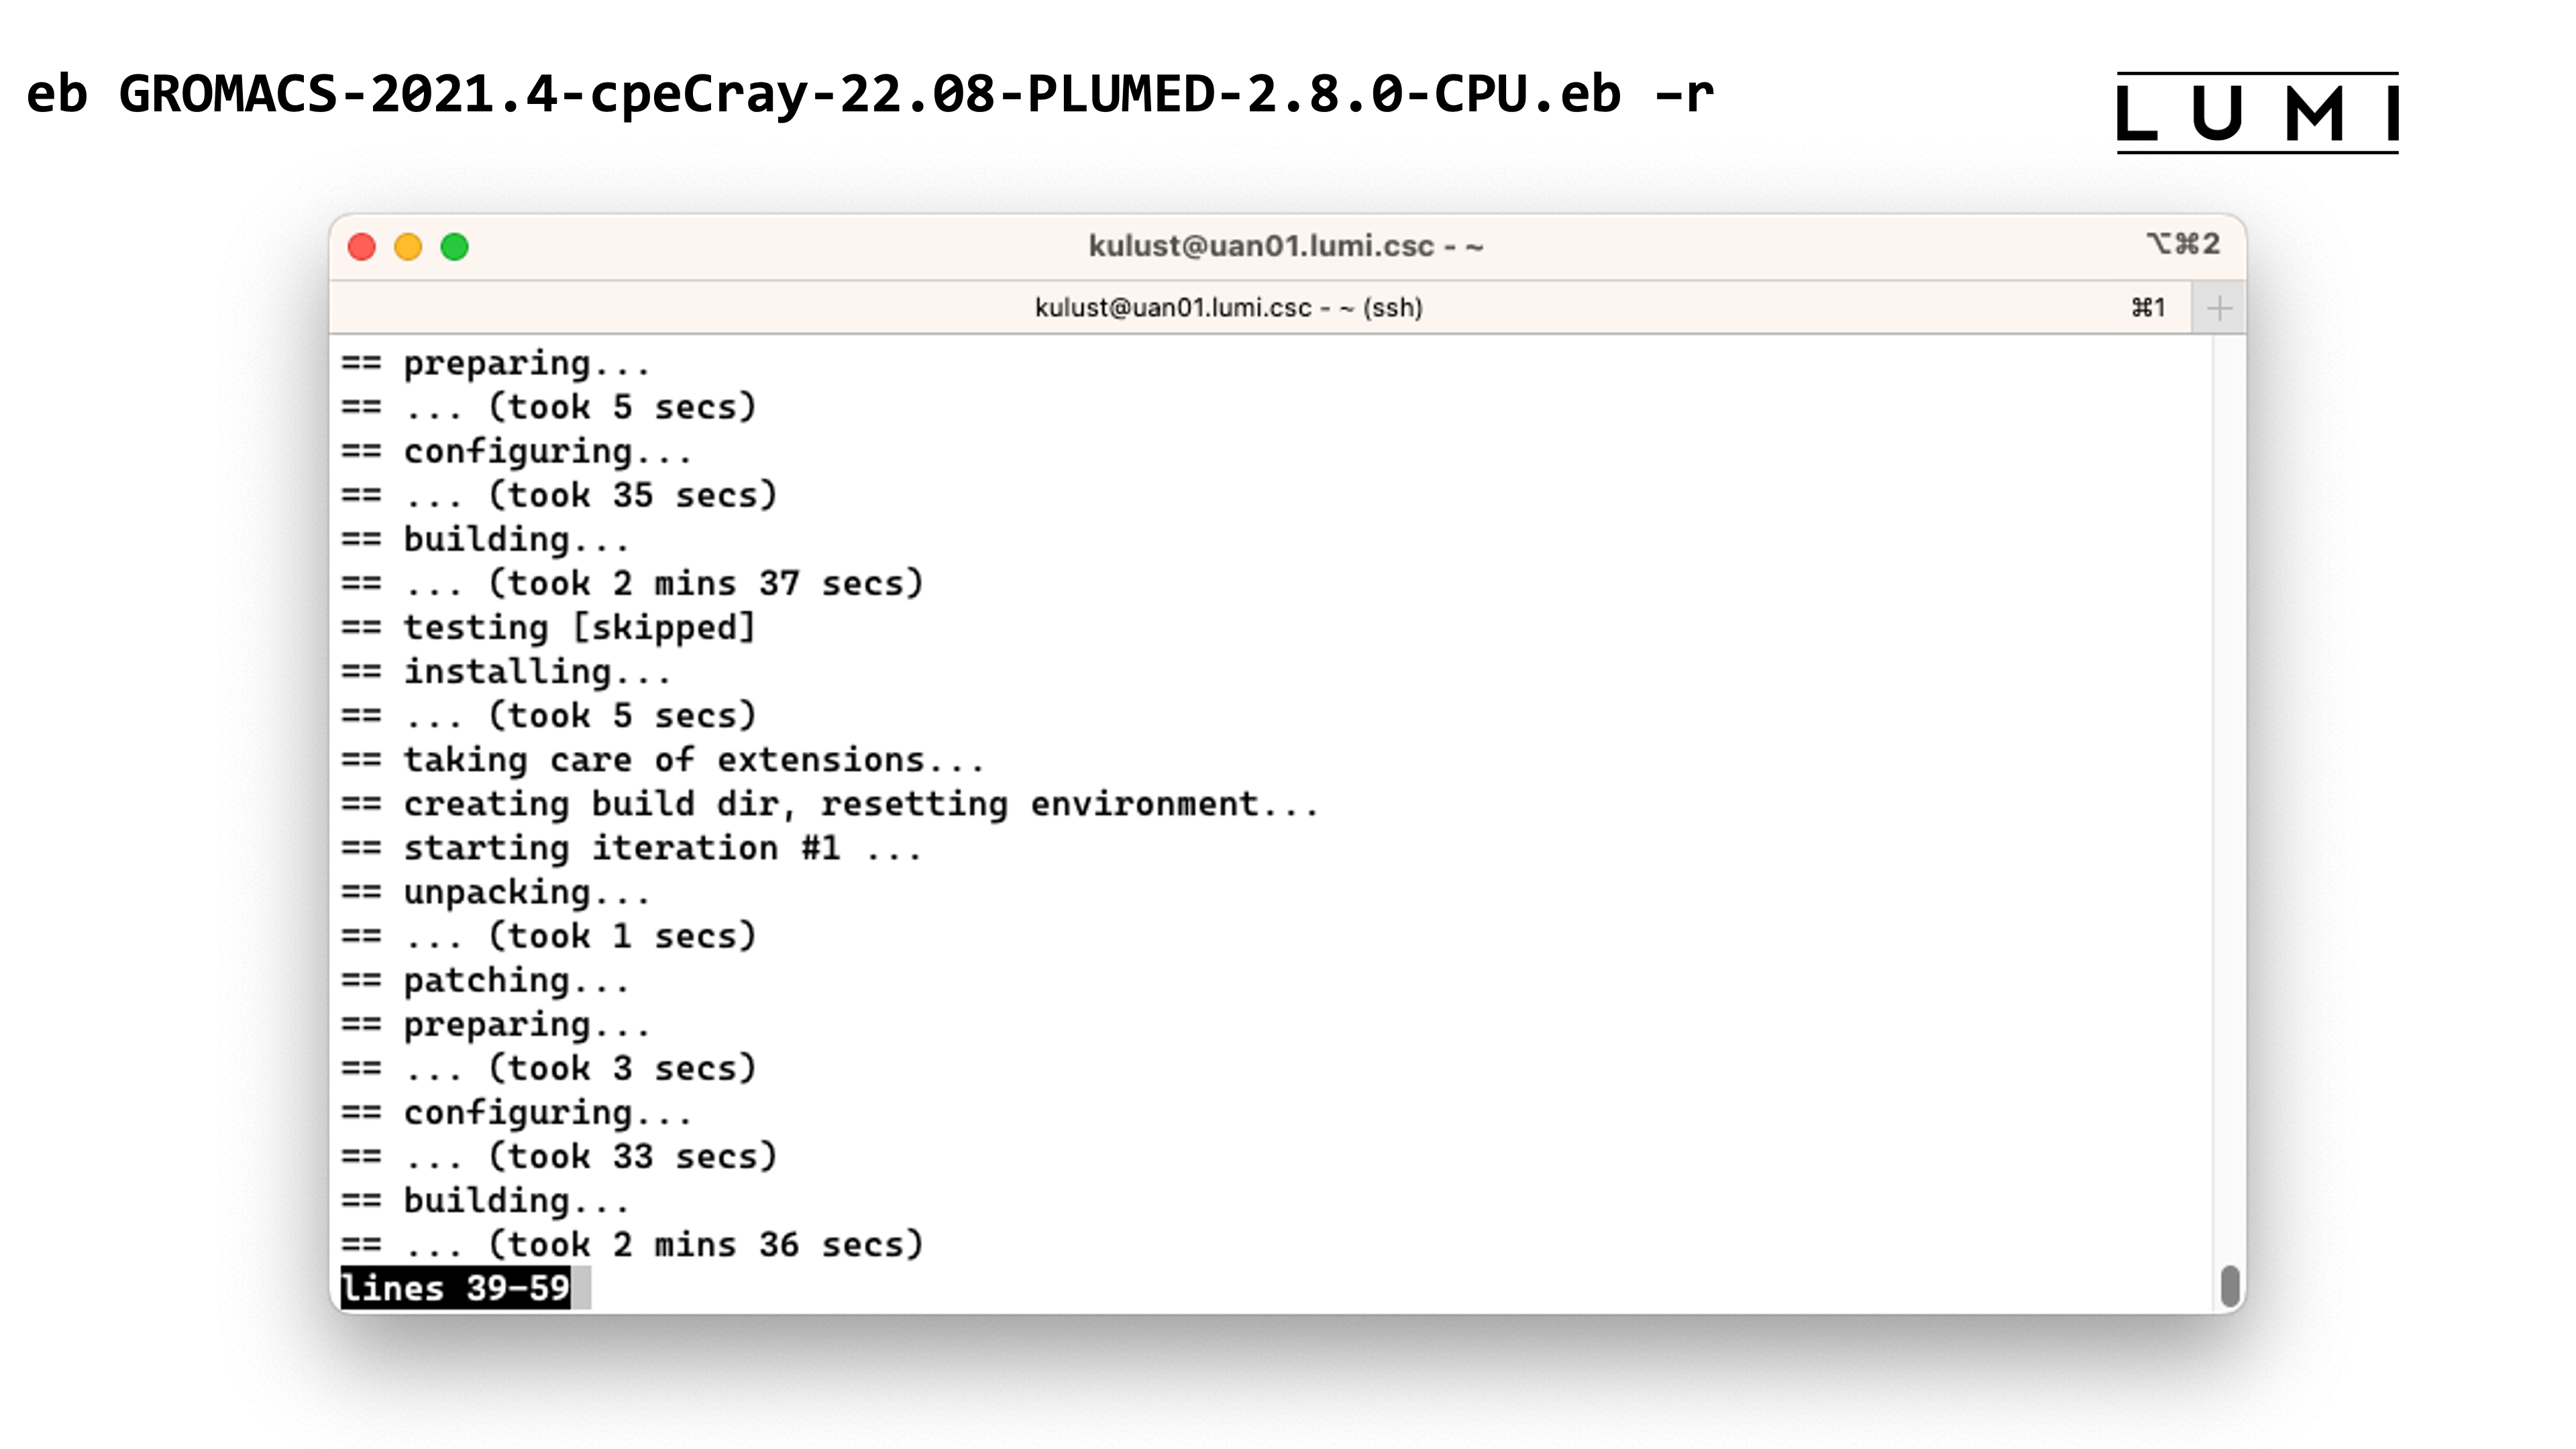 eb GROMACS-2021.4-cpeCray-22.08-PLUMED-2.8.0-CPU.eb –r
LUMI
kulust@uan01.lumi.csc - ~
⌥⌘2
kulust@uan01.lumi.csc - ~ (ssh)
⌘1
+
== preparing...
== ... (took 5 secs)
== configuring...
== ... (took 35 secs)
== building...
== ... (took 2 mins 37 secs)
== testing [skipped]
== installing...
== ... (took 5 secs)
== taking care of extensions...
== creating build dir, resetting environment...
== starting iteration #1 ...
== unpacking...
== ... (took 1 secs)
== patching...
== preparing...
== ... (took 3 secs)
== configuring...
== ... (took 33 secs)
== building...
== ... (took 2 mins 36 secs)
lines 39-59